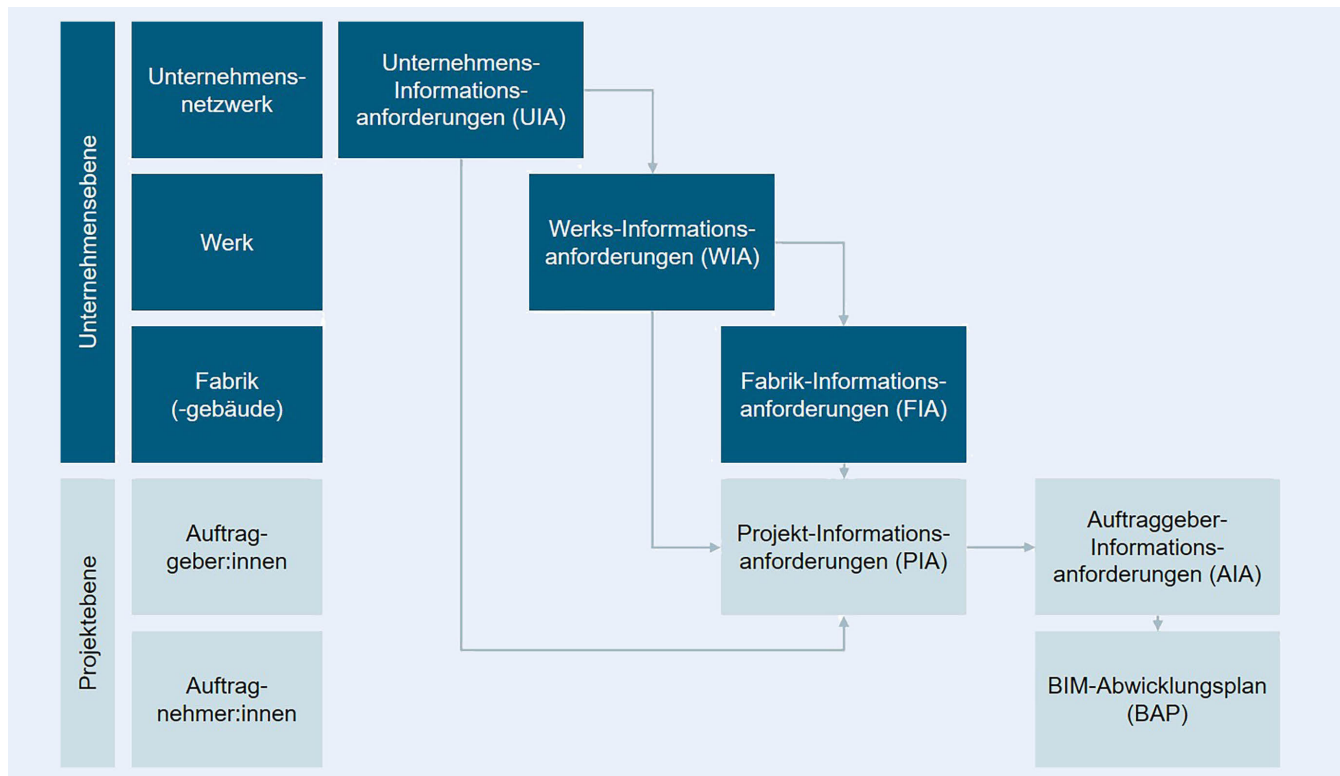 Unternehmensebene
Unternehmens-
netzwerk
Unternehmens-
Informations-
anforderungen (UIA)
Werk
Werks-Informations-
anforderungen (WIA)
Fabrik
(-gebäude)
Fabrik-Informations-
anforderungen (FIA)
Projektebene
Auftrag-
geber:innen
Projekt-Informations-
anforderungen (PIA)
Auftraggeber-
Informations-
anforderungen (AIA)
Auftrag-
nehmer:innen
BIM-Abwicklungsplan
(BAP)